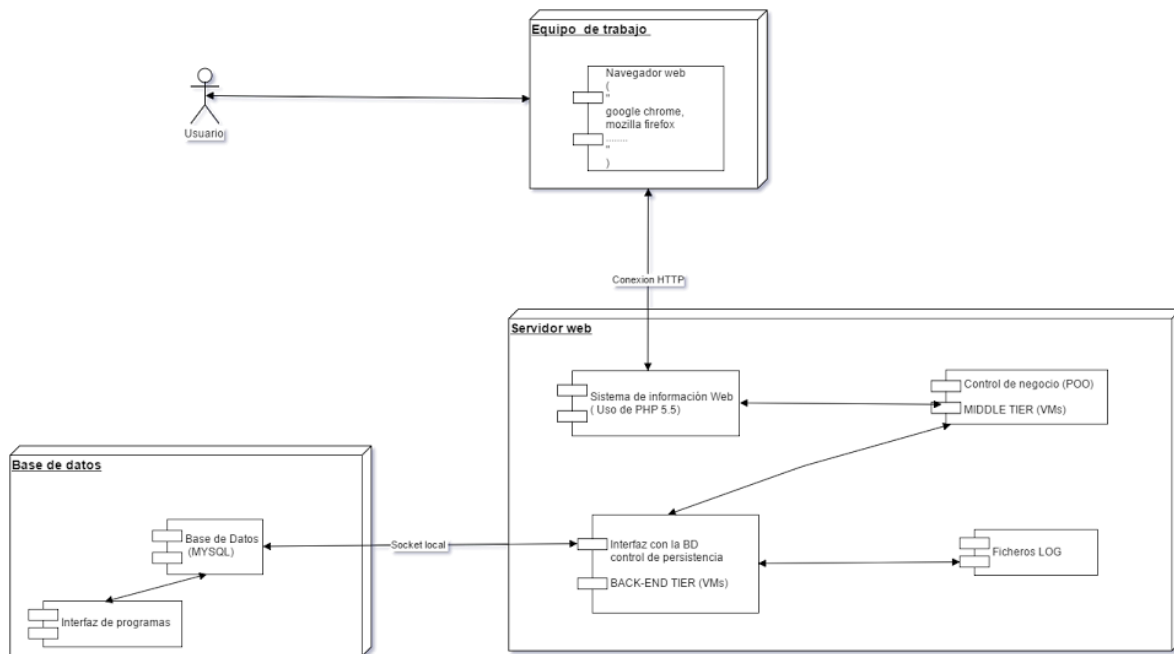 Equipo de trabajo
Navegador web
(
"
google chrome,
mozilla firefox
........
"
)
Usuario
Conexion HTTP
Servidor web
Sistema de información Web
( Uso de PHP 5.5)
Control de negocio (POO)
MIDDLE TIER (VMs)
Base de datos
Base de Datos
(MYSQL)
Socket local
Interfaz con la BD
control de persistencia
BACK-END TIER (VMs)
Ficheros LOG
Interfaz de programas